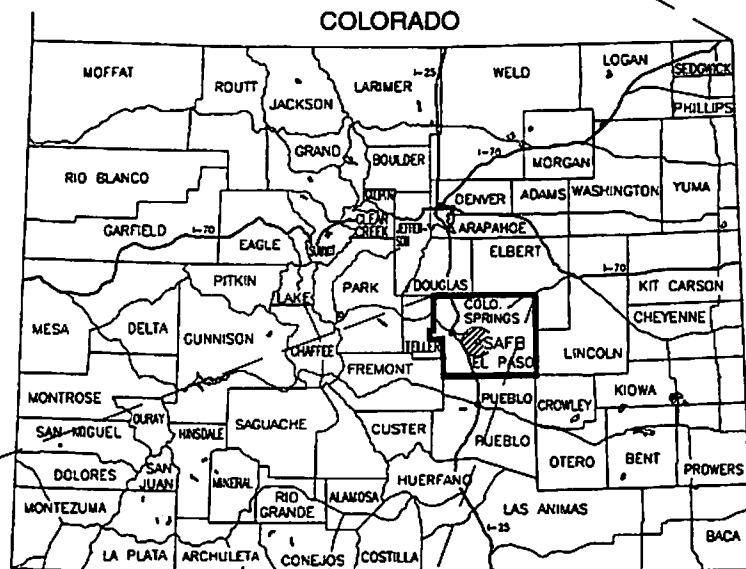 COLORADO
MOFFAT
ROUTT
JACKSON
LARIMER
I-25
WELD
LOGAN
SEDGWICK
PHILLIPS
GRAND
BOULDER
I-70
MORGAN
RIO BLANCO
DENVER
ADAMS
WASHINGTON
YUMA
GARFIELD
I-70
EAGLE
CLEAR
CREEK
ARAPAHOE
ELBERT
SUMMIT
PITKIN
LAKE
PARK
DOUGLAS
I-70
KIT CARSON
COLO.
SPRINGS
CHEYENNE
MESA
DELTA
GUNNISON
CHAFFEE
TELLER
SAFB
EL PASO
LINCOLN
FREMONT
MONTROSE
OURAY
SAGUACHE
PUEBLO
CROWLEY
KIOWA
SAN MIGUEL
HINSDALE
CUSTER
PUEBLO
DOLORES
SAN
JUAN
MINERAL
HUERFANO
OTERO
BENT
PROWERS
MONTEZUMA
RIO
GRANDE
ALAMOSA
LAS ANIMAS
I-25
BACA
LA PLATA
ARCHULETA
CONEJOS
COSTILLA